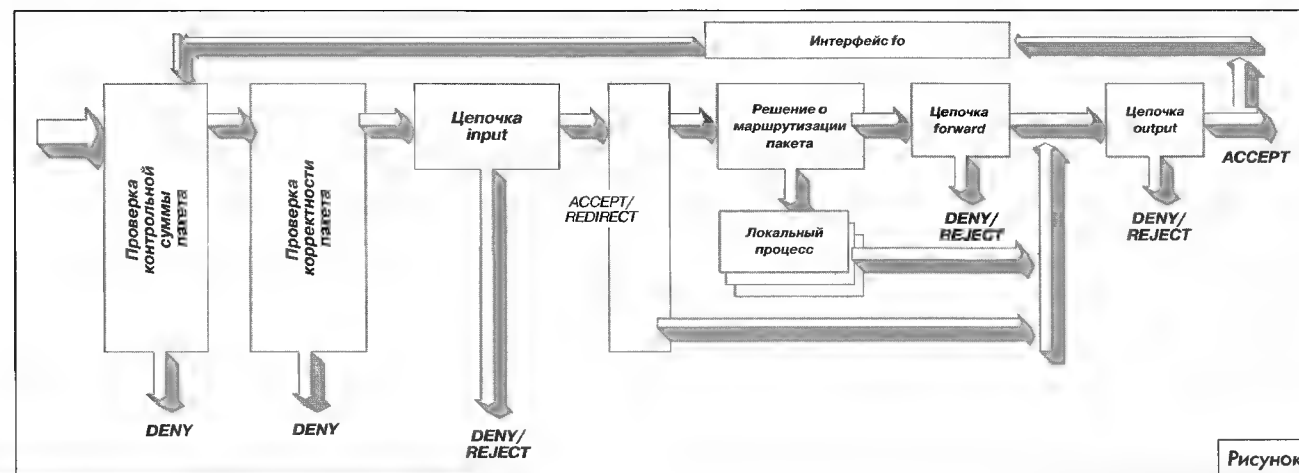 Интерфейс fo
Проверка
контрольной
суммы
пакета
Проверка
корректности
пакета
Цепочка
input
ACCEPT/
REDIRECT
Решение о
маршрутизации
пакета
Локальный
процесс
Цепочка
forward
Цепочка
output
ACCEPT
DENY
DENY
DENY/
REJECT
DENY/
REJECT
DENY/
REJECT
Рисунок